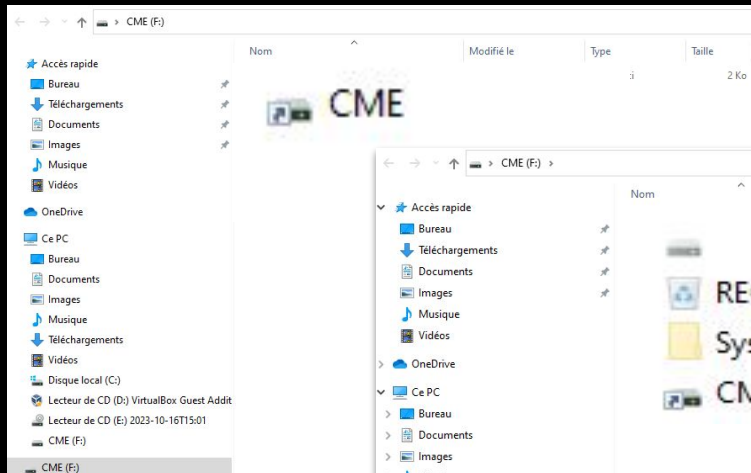 CME (F:)
Nom Modifié le Type Taille
Accès rapide
Bureau
Téléchargements
Documents
Images
Musique
Vidéos
OneDrive
Ce PC
Bureau
Documents
Images
Musique
Téléchargements
Vidéos
Disque local (C:)
Lecteur de CD (D:) VirtualBox Guest Addit
Lecteur de CD (E:) 2023-10-16T15:01
CME (F:)
CME (F:)
CME
2 Ko
CME (F:)
Nom
Accès rapide
Bureau
Téléchargements
Documents
Images
Musique
Vidéos
OneDrive
Ce PC
Bureau
Documents
Images
Sys